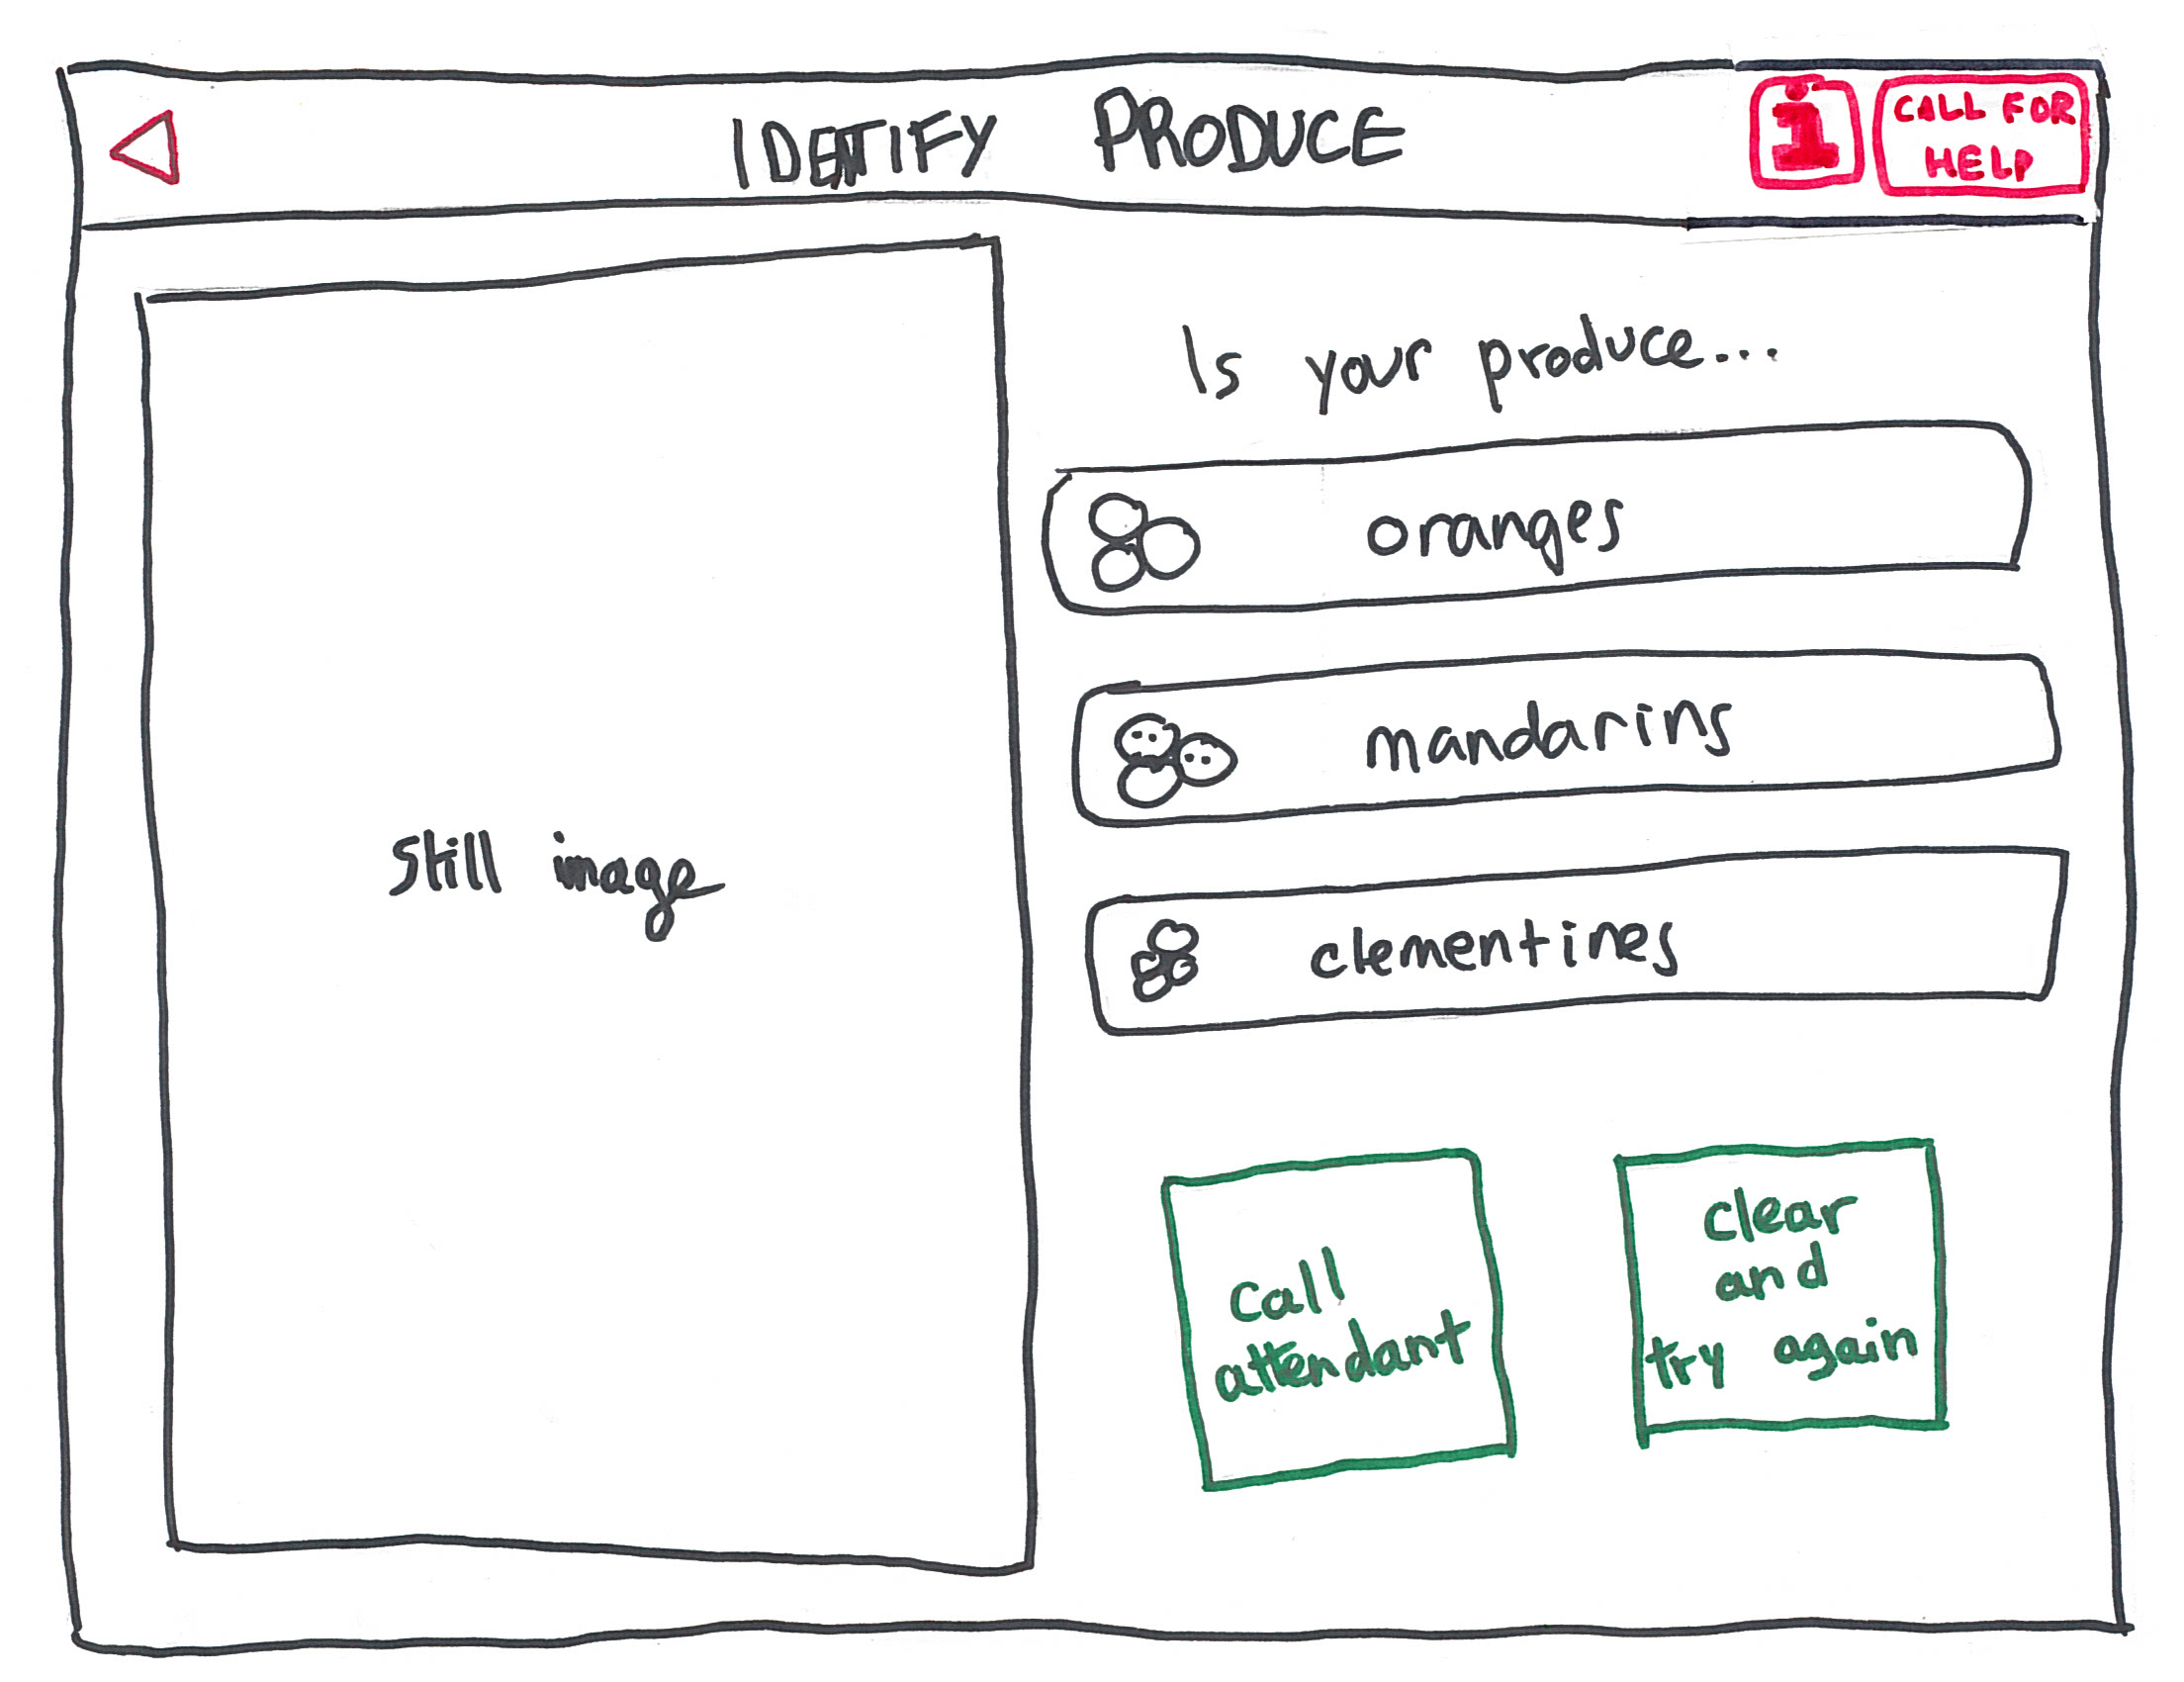 IDENTIFY PRODUCE
i
CALL FOR
HELP
Is your produce...
oranges
mandarins
clementines
Still image
call
attendant
clear
and
try again